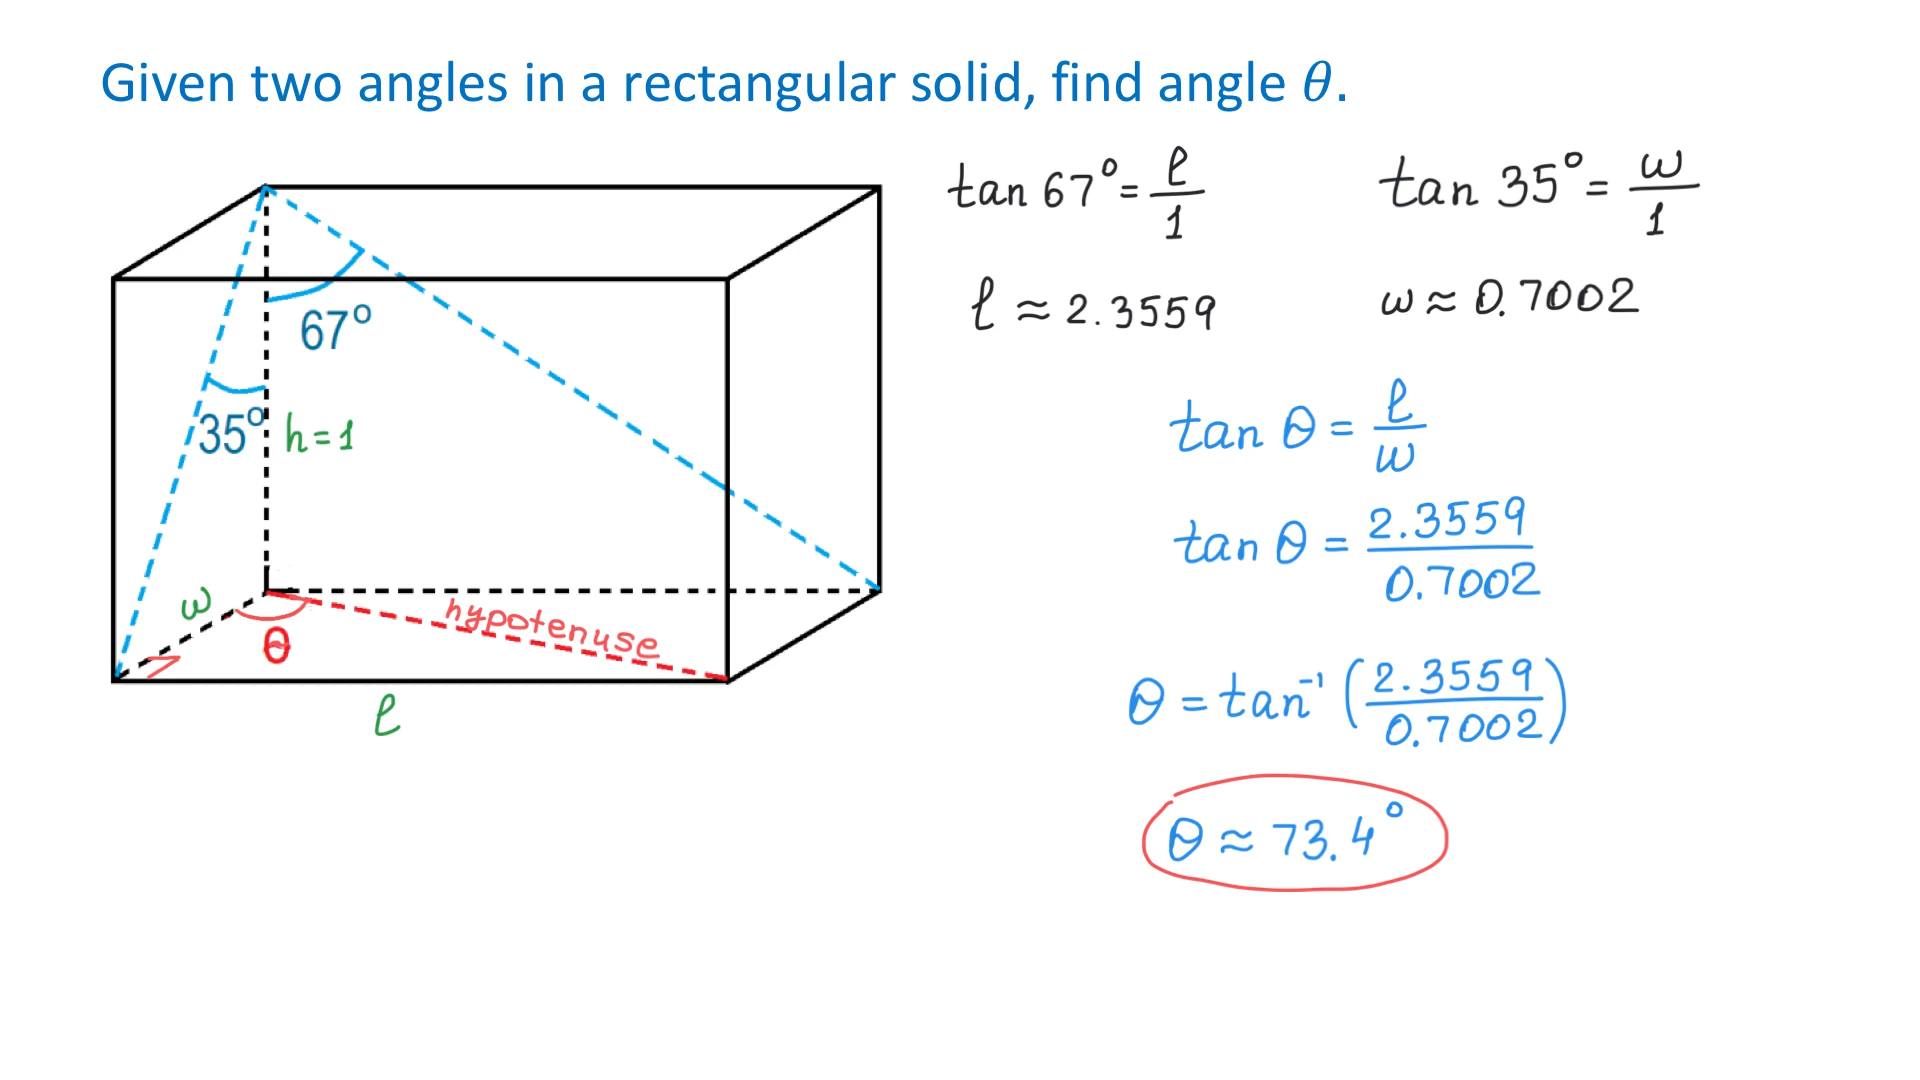 Given two angles in a rectangular solid, find angle θ.
tan 67° = ℓ/1
tan 35° = ω/1
ℓ ≈ 2.3559
ω ≈ 0.7002
67°
35°
h = 1
tan θ = ℓ/ω
tan θ = 2.3559/0.7002
ω
θ
hypotenuse
ℓ
θ = tan⁻¹ (2.3559/0.7002)
θ ≈ 73.4°